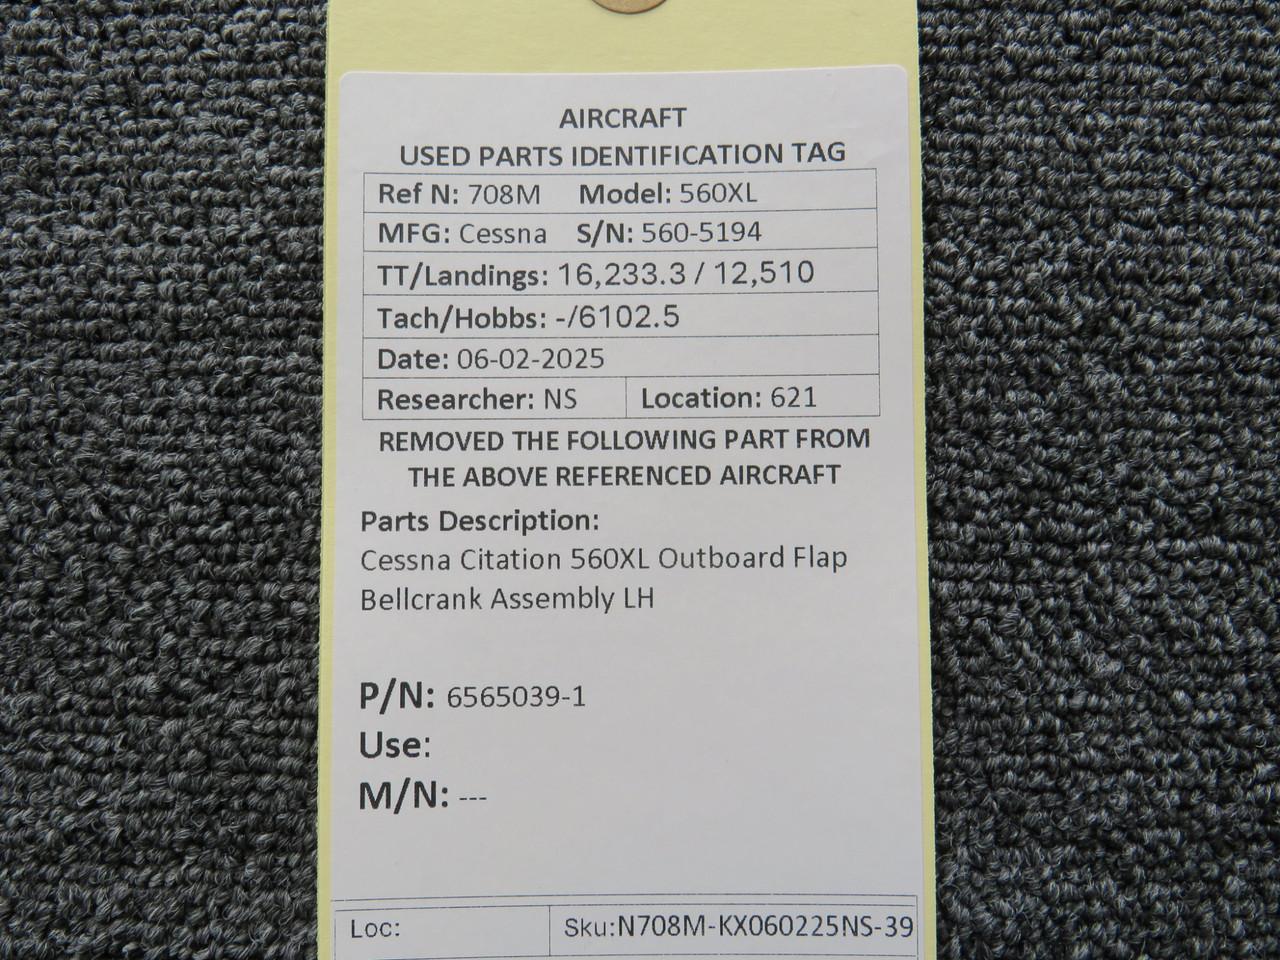 AIRCRAFT
USED PARTS IDENTIFICATION TAG
Ref N: 708M Model: 560XL
MFG: Cessna S/N: 560-5194
TT/Landings: 16,233.3 / 12,510
Tach/Hobbs: -/6102.5
Date: 06-02-2025
Researcher: NS Location: 621
REMOVED THE FOLLOWING PART FROM
THE ABOVE REFERENCED AIRCRAFT
Parts Description:
Cessna Citation 560XL Outboard Flap
Bellcrank Assembly LH
P/N: 6565039-1
Use:
M/N: ---
Loc: Sku:N708M-KX060225NS-39